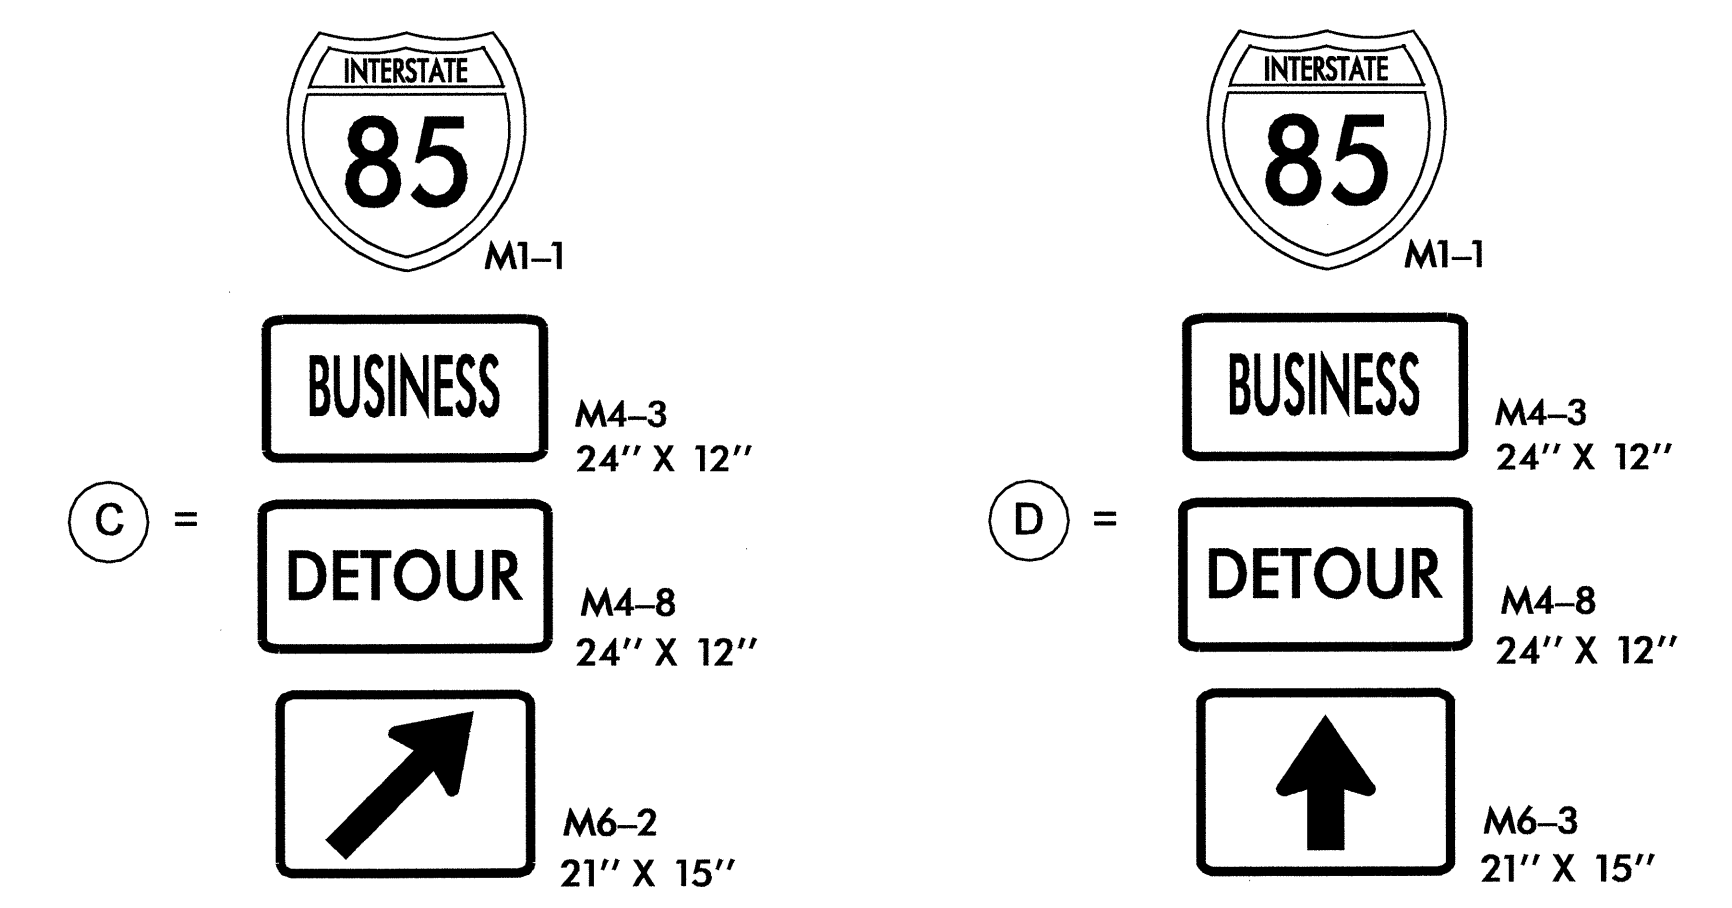 INTERSTATE
85
M1–1
BUSINESS
M4–3
24'' X 12''
C =
DETOUR
M4–8
24'' X 12''
M6–2
21'' X 15''
INTERSTATE
85
M1–1
BUSINESS
M4–3
24'' X 12''
D =
DETOUR
M4–8
24'' X 12''
M6–3
21'' X 15''